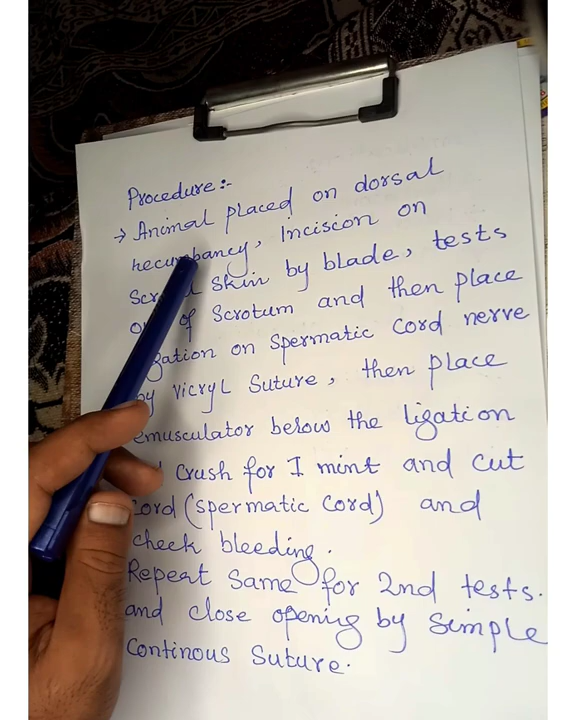 Procedure :-
→ Animal placed on dorsal
recumbancy, Incision on
skin by blade, tests
of Scrotum and then place
on Spermatic Cord nerve
by vicryl Suture, then place
emusculator below the ligation
crush for 1 mint and cut
cord (spermatic cord) and
check bleeding.
Repeat Same for 2nd tests.
and close opening by Simple
Continous Suture.